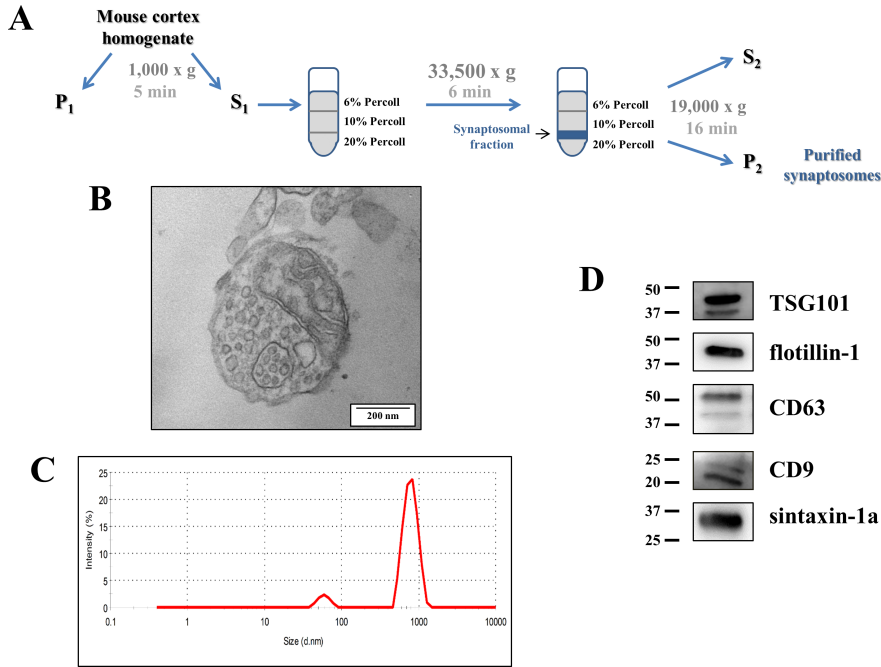 A
Mouse cortex
homogenate
1,000 x g
5 min
P1
S1
6% Percoll
10% Percoll
20% Percoll
33,500 x g
6 min
Synaptosomal
fraction
6% Percoll
10% Percoll
20% Percoll
S2
19,000 x g
16 min
P2
Purified
synaptosomes
B
200 nm
C
Intensity (%)
25
20
15
10
5
0
0.1
1
10
100
1000
10000
Size (d.nm)
D
50
37
TSG101
50
37
flotillin-1
50
37
CD63
25
20
CD9
37
25
sintaxin-1a